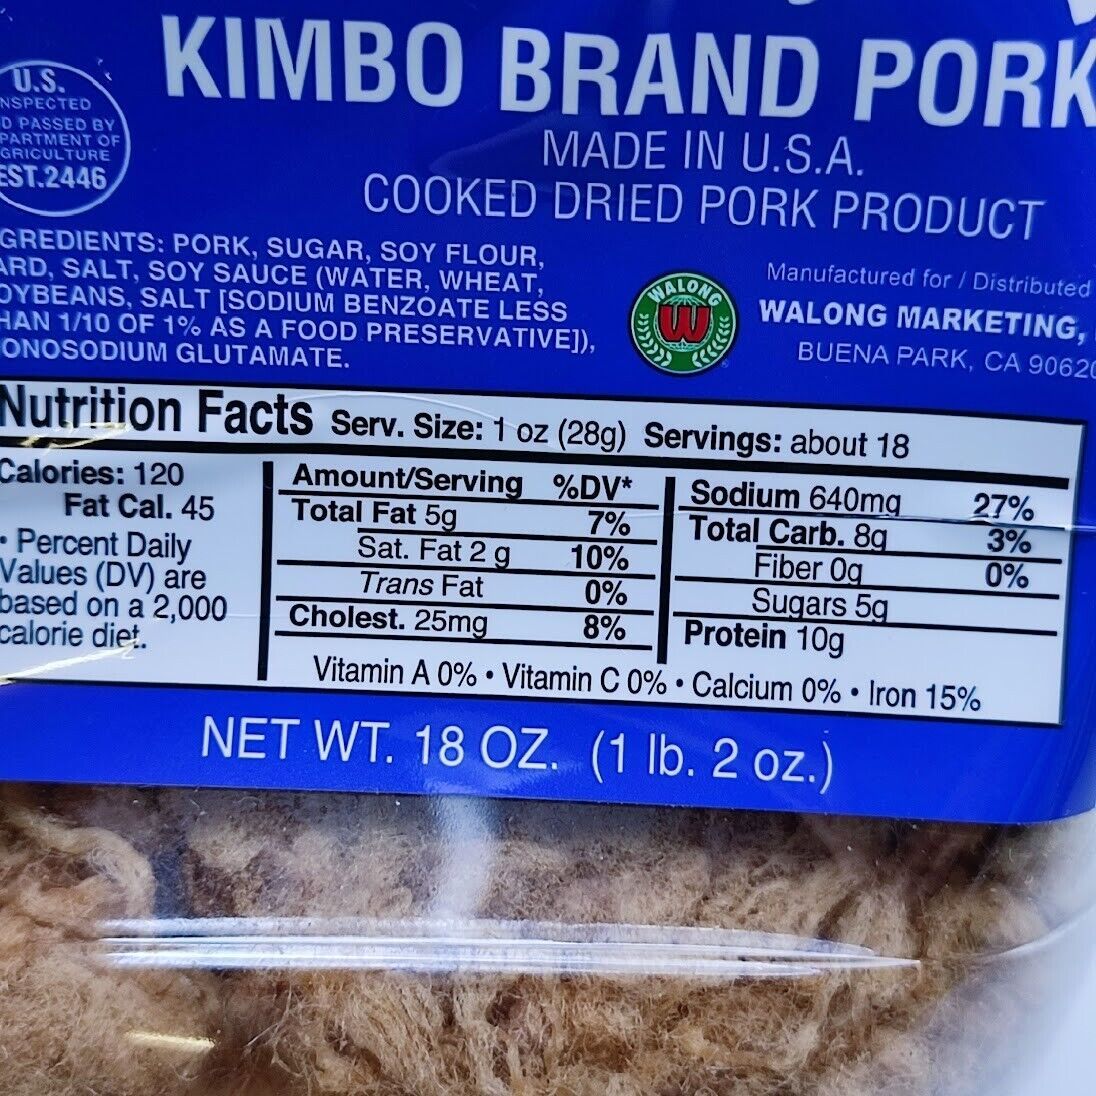 KIMBO BRAND PORK
MADE IN U.S.A.
COOKED DRIED PORK PRODUCT
U.S.
NSPECTED
D PASSED BY
PARTMENT OF
GRICULTURE
EST.2446
GREDIENTS: PORK, SUGAR, SOY FLOUR,
ARD, SALT, SOY SAUCE (WATER, WHEAT,
OYBEANS, SALT [SODIUM BENZOATE LESS
HAN 1/10 OF 1% AS A FOOD PRESERVATIVE]),
ONOSODIUM GLUTAMATE.
WALONG
W
Manufactured for / Distributed
WALONG MARKETING,
BUENA PARK, CA 90620
Nutrition Facts Serv. Size: 1 oz (28g) Servings: about 18
Calories: 120
Fat Cal. 45
• Percent Daily
Values (DV) are
based on a 2,000
calorie diet.
Amount/Serving %DV*
Total Fat 5g 7%
Sat. Fat 2 g 10%
Trans Fat 0%
Cholest. 25mg 8%
Sodium 640mg 27%
Total Carb. 8g 3%
Fiber 0g 0%
Sugars 5g
Protein 10g
Vitamin A 0% • Vitamin C 0% • Calcium 0% • Iron 15%
NET WT. 18 OZ. (1 lb. 2 oz.)